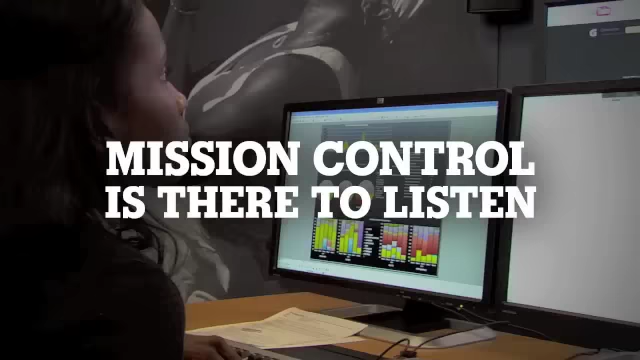 MISSION CONTROL
IS THERE TO LISTEN